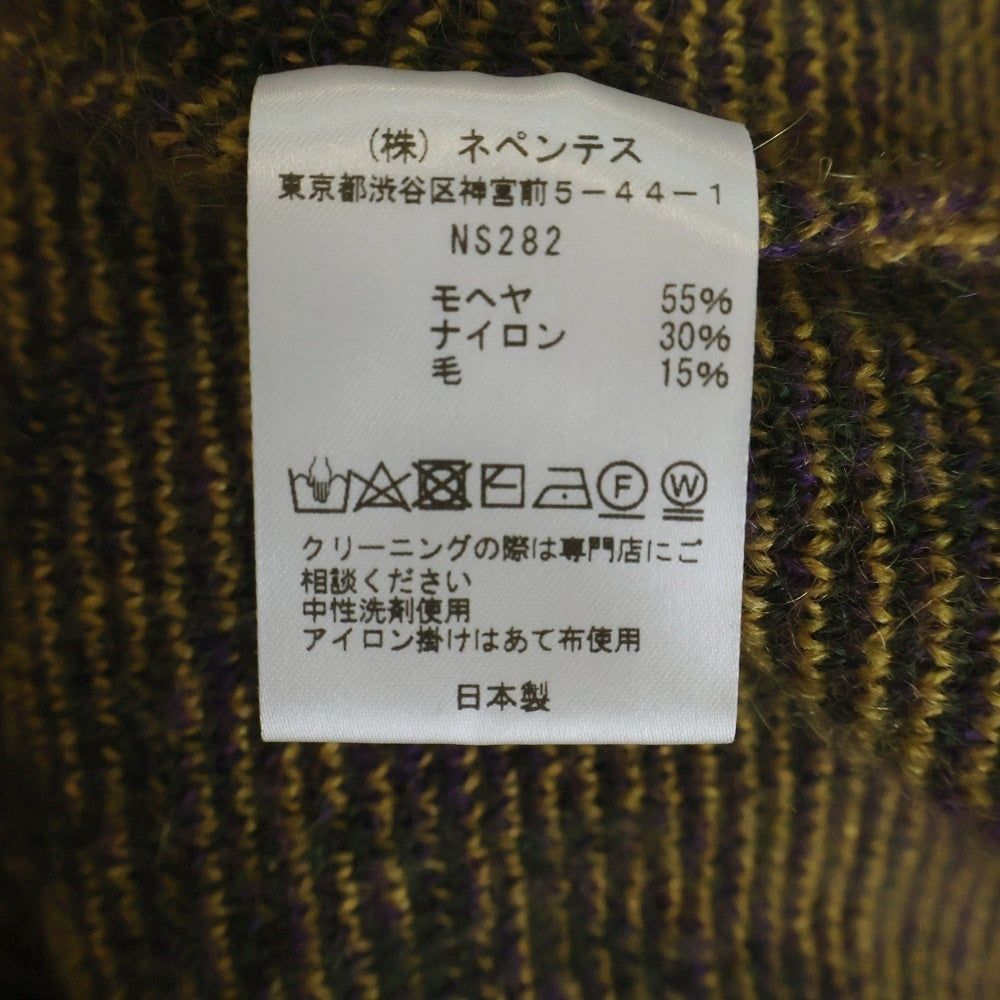 （株）ネペンテス
東京都渋谷区神宮前５－４４－１
NS282
モヘヤ 55%
ナイロン 30%
毛 15%
F W
クリーニングの際は専門店にご
相談ください
中性洗剤使用
アイロン掛けはあて布使用
日本製